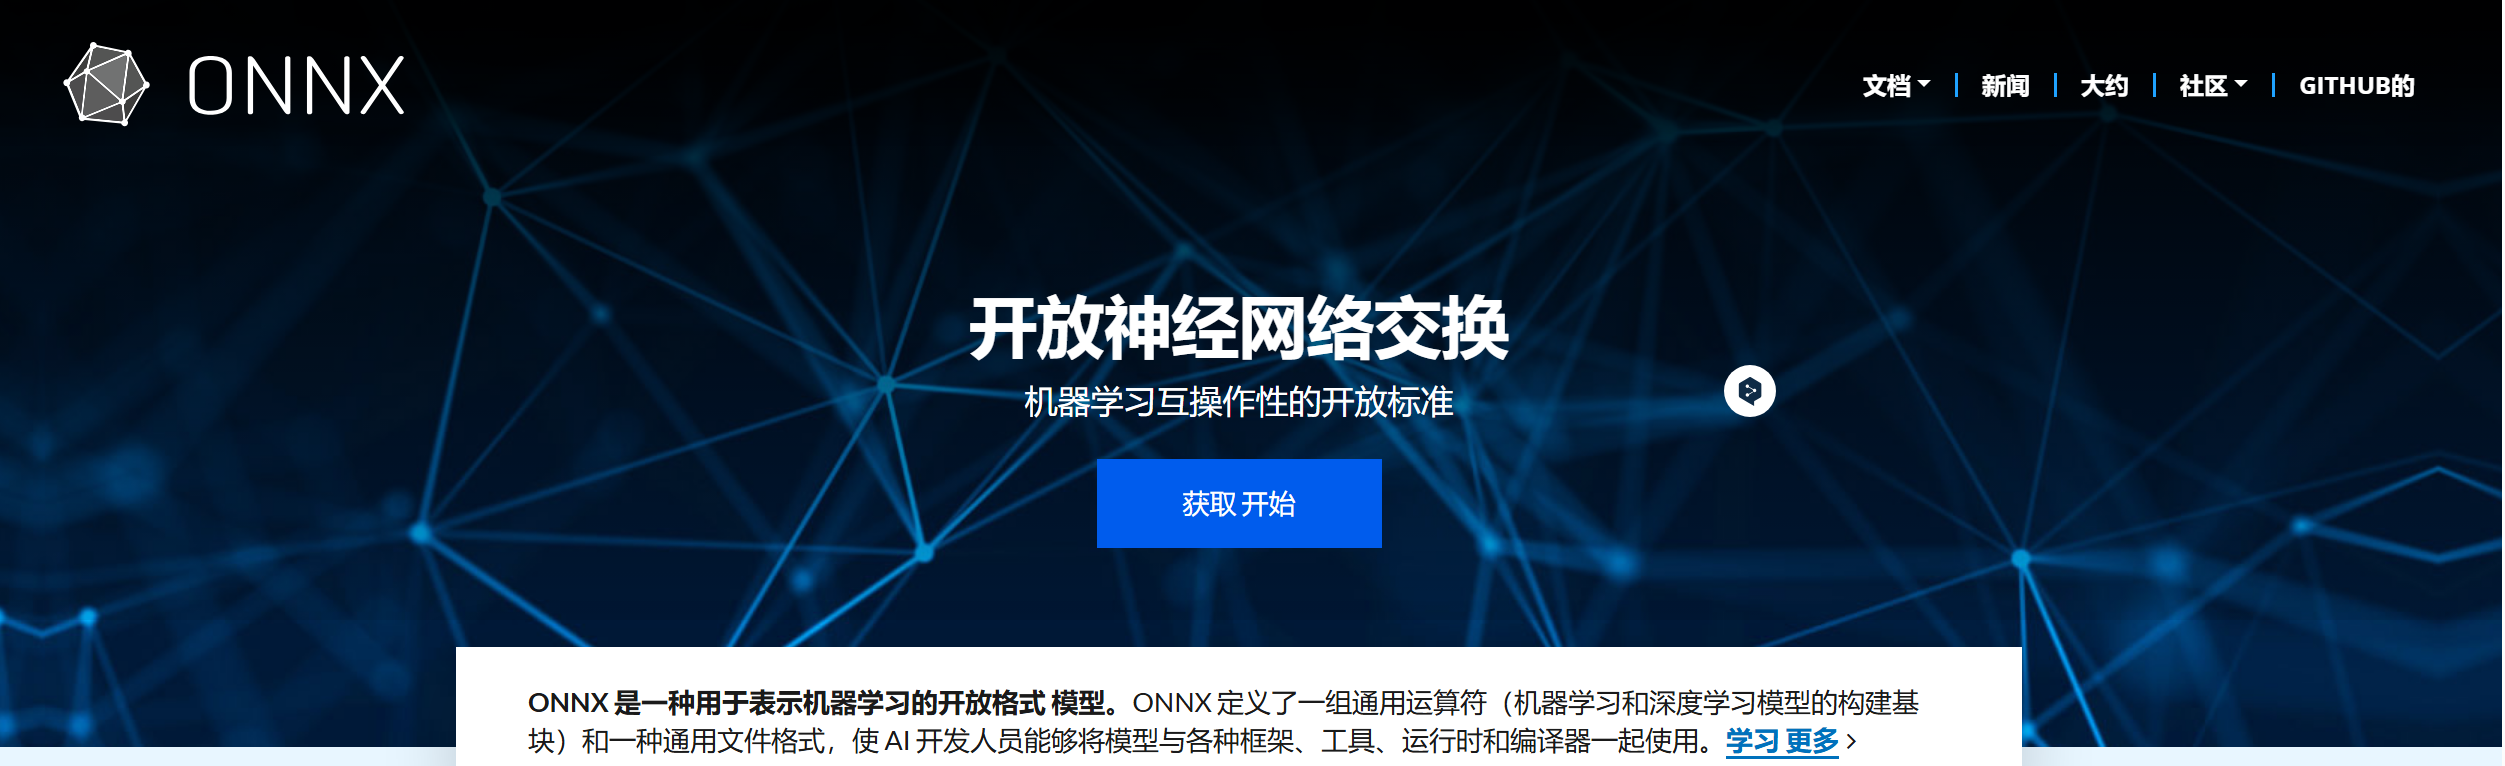 ONNX
文档
新闻
大约
社区
GITHUB的
开放神经网络交换
机器学习互操作性的开放标准
获取 开始
ONNX 是一种用于表示机器学习的开放格式 模型。ONNX 定义了一组通用运算符（机器学习和深度学习模型的构建基
块）和一种通用文件格式，使 AI 开发人员能够将模型与各种框架、工具、运行时和编译器一起使用。学习 更多 >